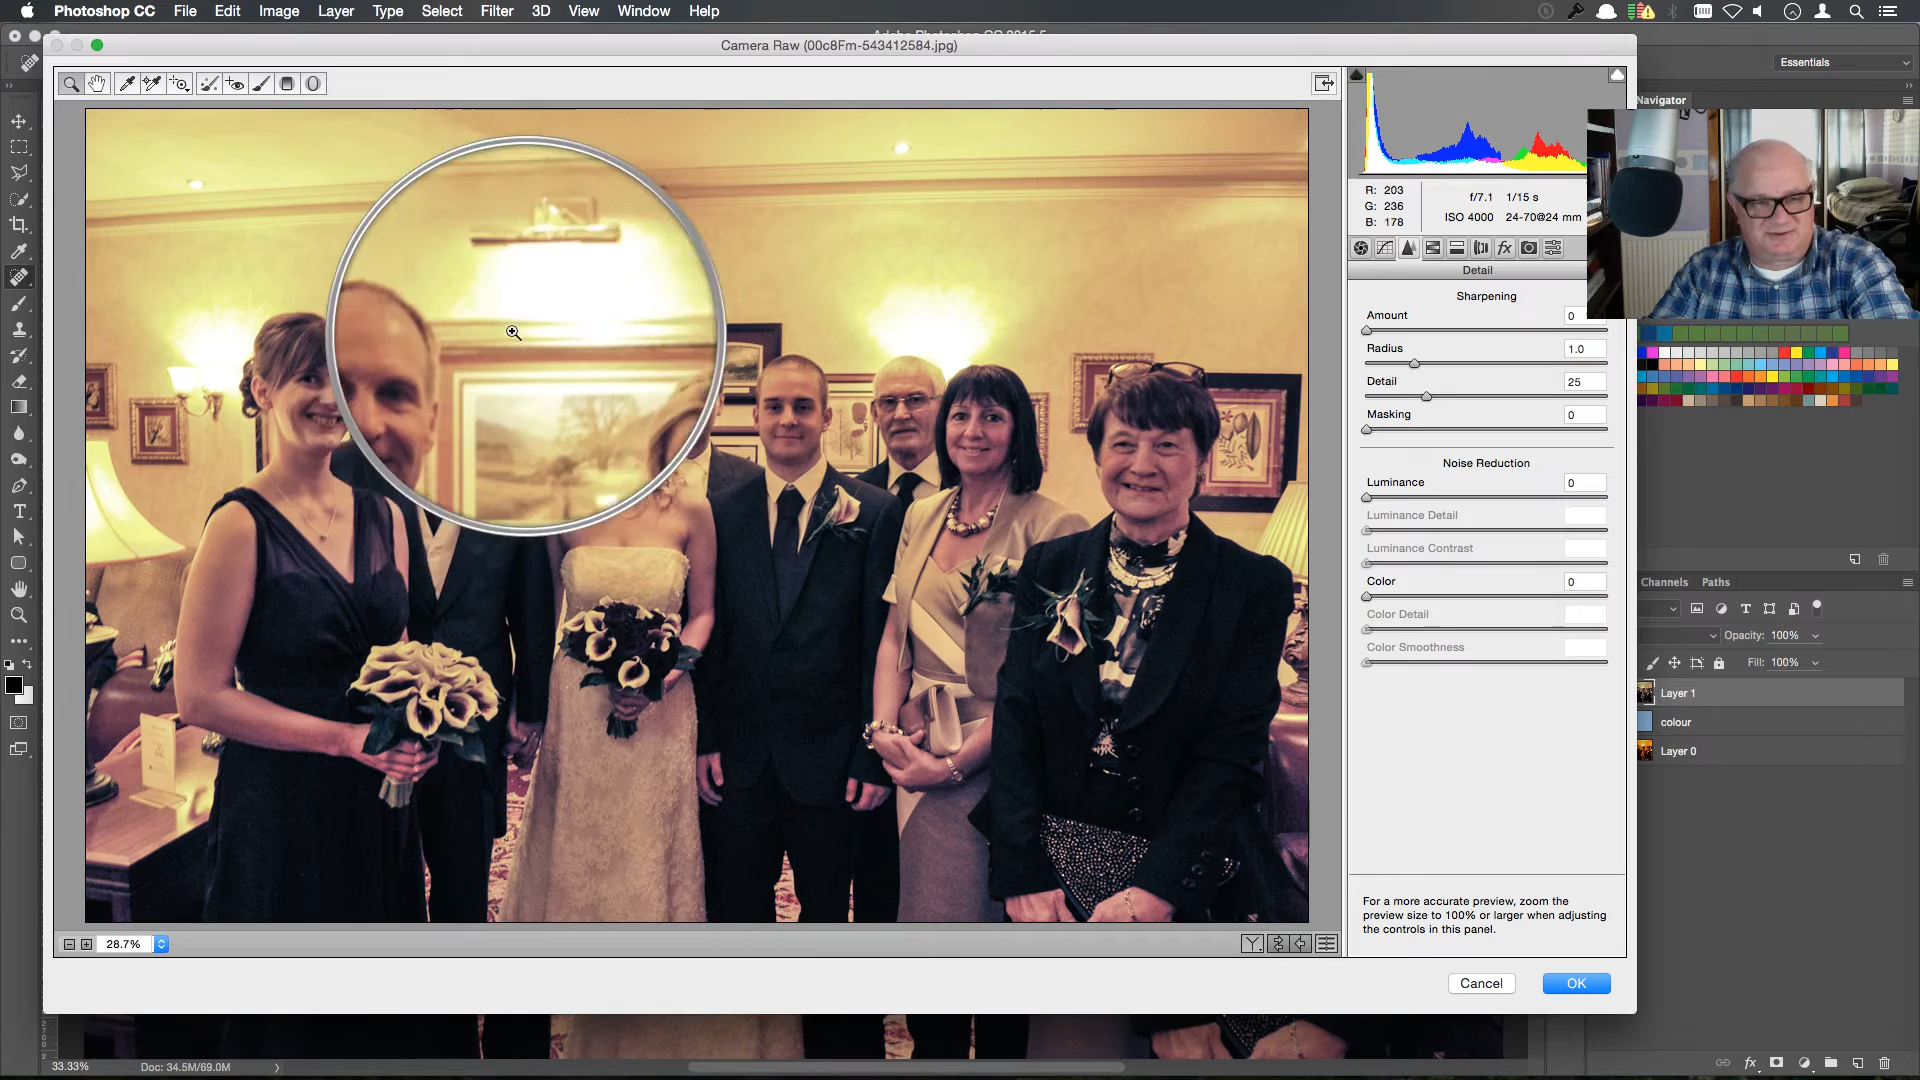 Photoshop CC File Edit Image Layer Type Select Filter 3D View Window Help
Camera Raw (00c8Fm-543412584.jpg)
Essentials
Navigator
R: 203
G: 236
B: 178
f/7.1 1/15 s
ISO 4000 24-70@24 mm
Detail
Sharpening
Amount 0
Radius 1.0
Detail 25
Masking 0
Noise Reduction
Luminance 0
Luminance Detail
Luminance Contrast
Color 0
Color Detail
Color Smoothness
For a more accurate preview, zoom the
preview size to 100% or larger when adjusting
the controls in this panel.
Channels Paths
Opacity: 100%
Fill: 100%
Layer 1
colour
Layer 0
28.7%
Cancel OK
33.33% Doc: 34.5M/69.0M